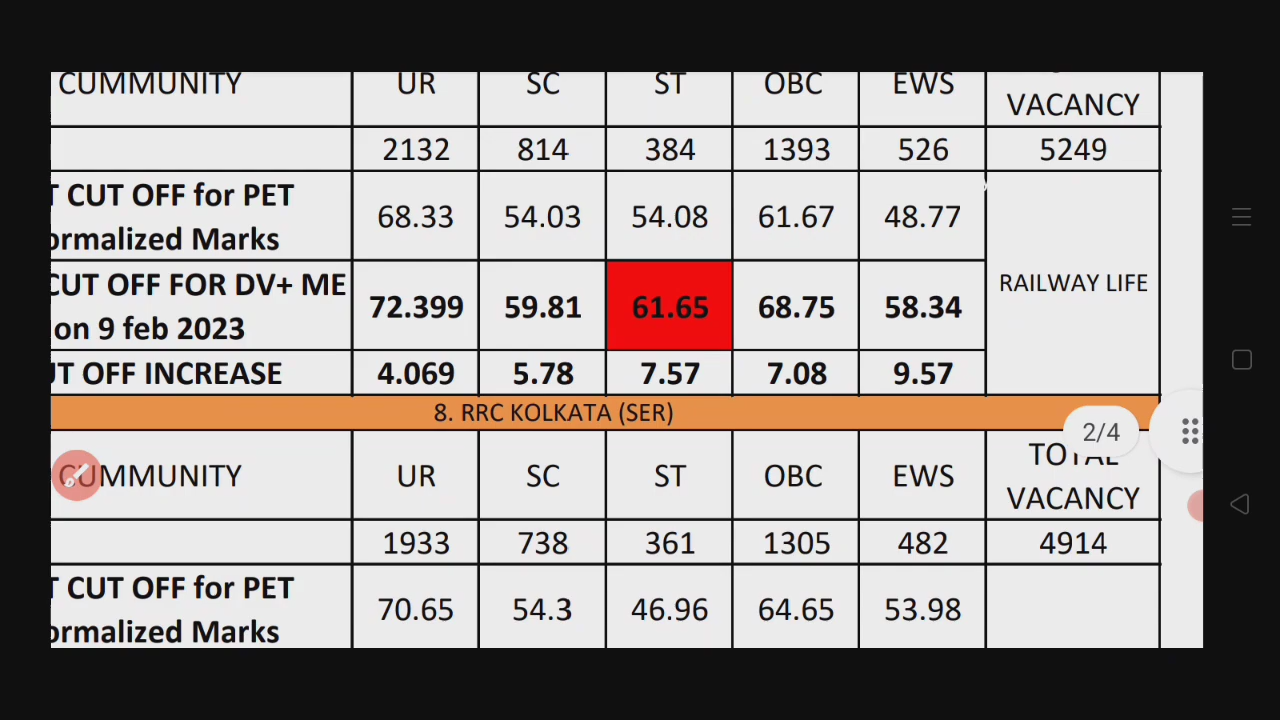 CUMMUNITY UR SC ST OBC EWS VACANCY
2132 814 384 1393 526 5249
T CUT OFF for PET
ormalized Marks
68.33 54.03 54.08 61.67 48.77
CUT OFF FOR DV+ ME
on 9 feb 2023
72.399 59.81 61.65 68.75 58.34
RAILWAY LIFE
UT OFF INCREASE 4.069 5.78 7.57 7.08 9.57
8. RRC KOLKATA (SER)
2/4
CUMMUNITY UR SC ST OBC EWS TOTAL
VACANCY
1933 738 361 1305 482 4914
T CUT OFF for PET
ormalized Marks
70.65 54.3 46.96 64.65 53.98